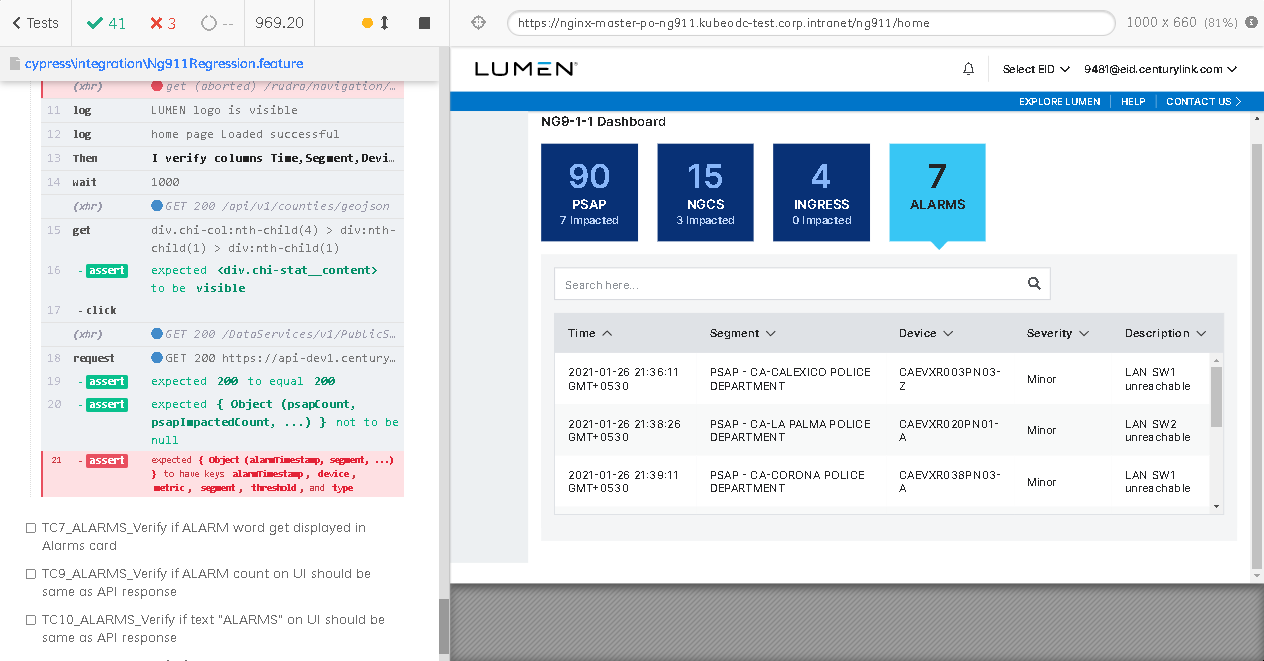 Tests
41
3
--
969.20
https://nginx-master-po-ng911.kubeodc-test.corp.intranet/ng911/home
1000 x 660 (81%)
cypress\integration\Ng911Regression.feature
(xhr) get (aborted) /rudra/navigation/…
11 log LUMEN logo is visible
12 log home page Loaded successful
13 Then I verify columns Time,Segment,Devi…
14 wait 1000
(xhr) GET 200 /api/v1/counties/geojson
15 get div.chi-col:nth-child(4) > div:nth-
child(1) > div:nth-child(1)
16 - assert expected <div.chi-stat__content>
to be visible
17 - click
(xhr) GET 200 /DataServices/v1/PublicS…
18 request GET 200 https://api-dev1.century…
19 - assert expected 200 to equal 200
20 - assert expected { Object (psapCount,
psapImpactedCount, ...) } not to be
null
21 - assert expected { Object (alarmTimestamp, segment, ...)
} to have keys alarmTimestamp, device,
metric, segment, threshold, and type
TC7_ALARMS_Verify if ALARM word get displayed in
Alarms card
TC9_ALARMS_Verify if ALARM count on UI should be
same as API response
TC10_ALARMS_Verify if text "ALARMS" on UI should be
same as API response
LUMEN®
Select EID
9481@eid.centurylink.com
EXPLORE LUMEN
HELP
CONTACT US
NG9-1-1 Dashboard
90
PSAP
7 Impacted
15
NGCS
3 Impacted
4
INGRESS
0 Impacted
7
ALARMS
Search here...
Time Segment Device Severity Description
2021-01-26 21:36:11 PSAP - CA-CALEXICO POLICE CAEVXR003PN03- Minor LAN SW1
GMT+0530 DEPARTMENT Z unreachable
2021-01-26 21:38:26 PSAP - CA-LA PALMA POLICE CAEVXR020PN01- Minor LAN SW2
GMT+0530 DEPARTMENT A unreachable
2021-01-26 21:39:11 PSAP - CA-CORONA POLICE CAEVXR038PN03- Minor LAN SW1
GMT+0530 DEPARTMENT A unreachable